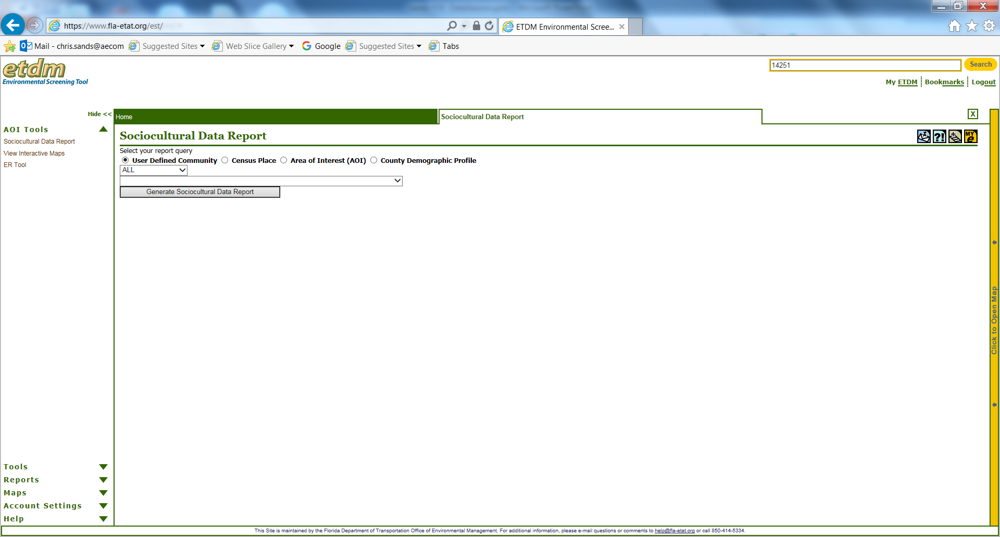 https://www.fla-etat.org/est/
ETDM Environmental Scree...
Mail - chris.sands@aecom
Suggested Sites
Web Slice Gallery
Google
Suggested Sites
Tabs
etdm
Environmental Screening Tool
14251
Search
My ETDM
Bookmarks
Logout
Hide <<
Home
Sociocultural Data Report
X
AOI Tools
Sociocultural Data Report
View Interactive Maps
ER Tool
Sociocultural Data Report
?!
MY e
Select your report query
User Defined Community
Census Place
Area of Interest (AOI)
County Demographic Profile
ALL
Generate Sociocultural Data Report
Click to Open Map
Tools
Reports
Maps
Account Settings
Help
This Site is maintained by the Florida Department of Transportation Office of Environmental Management. For additional information, please e-mail questions or comments to help@fla-etat.org or call 850-414-5334.